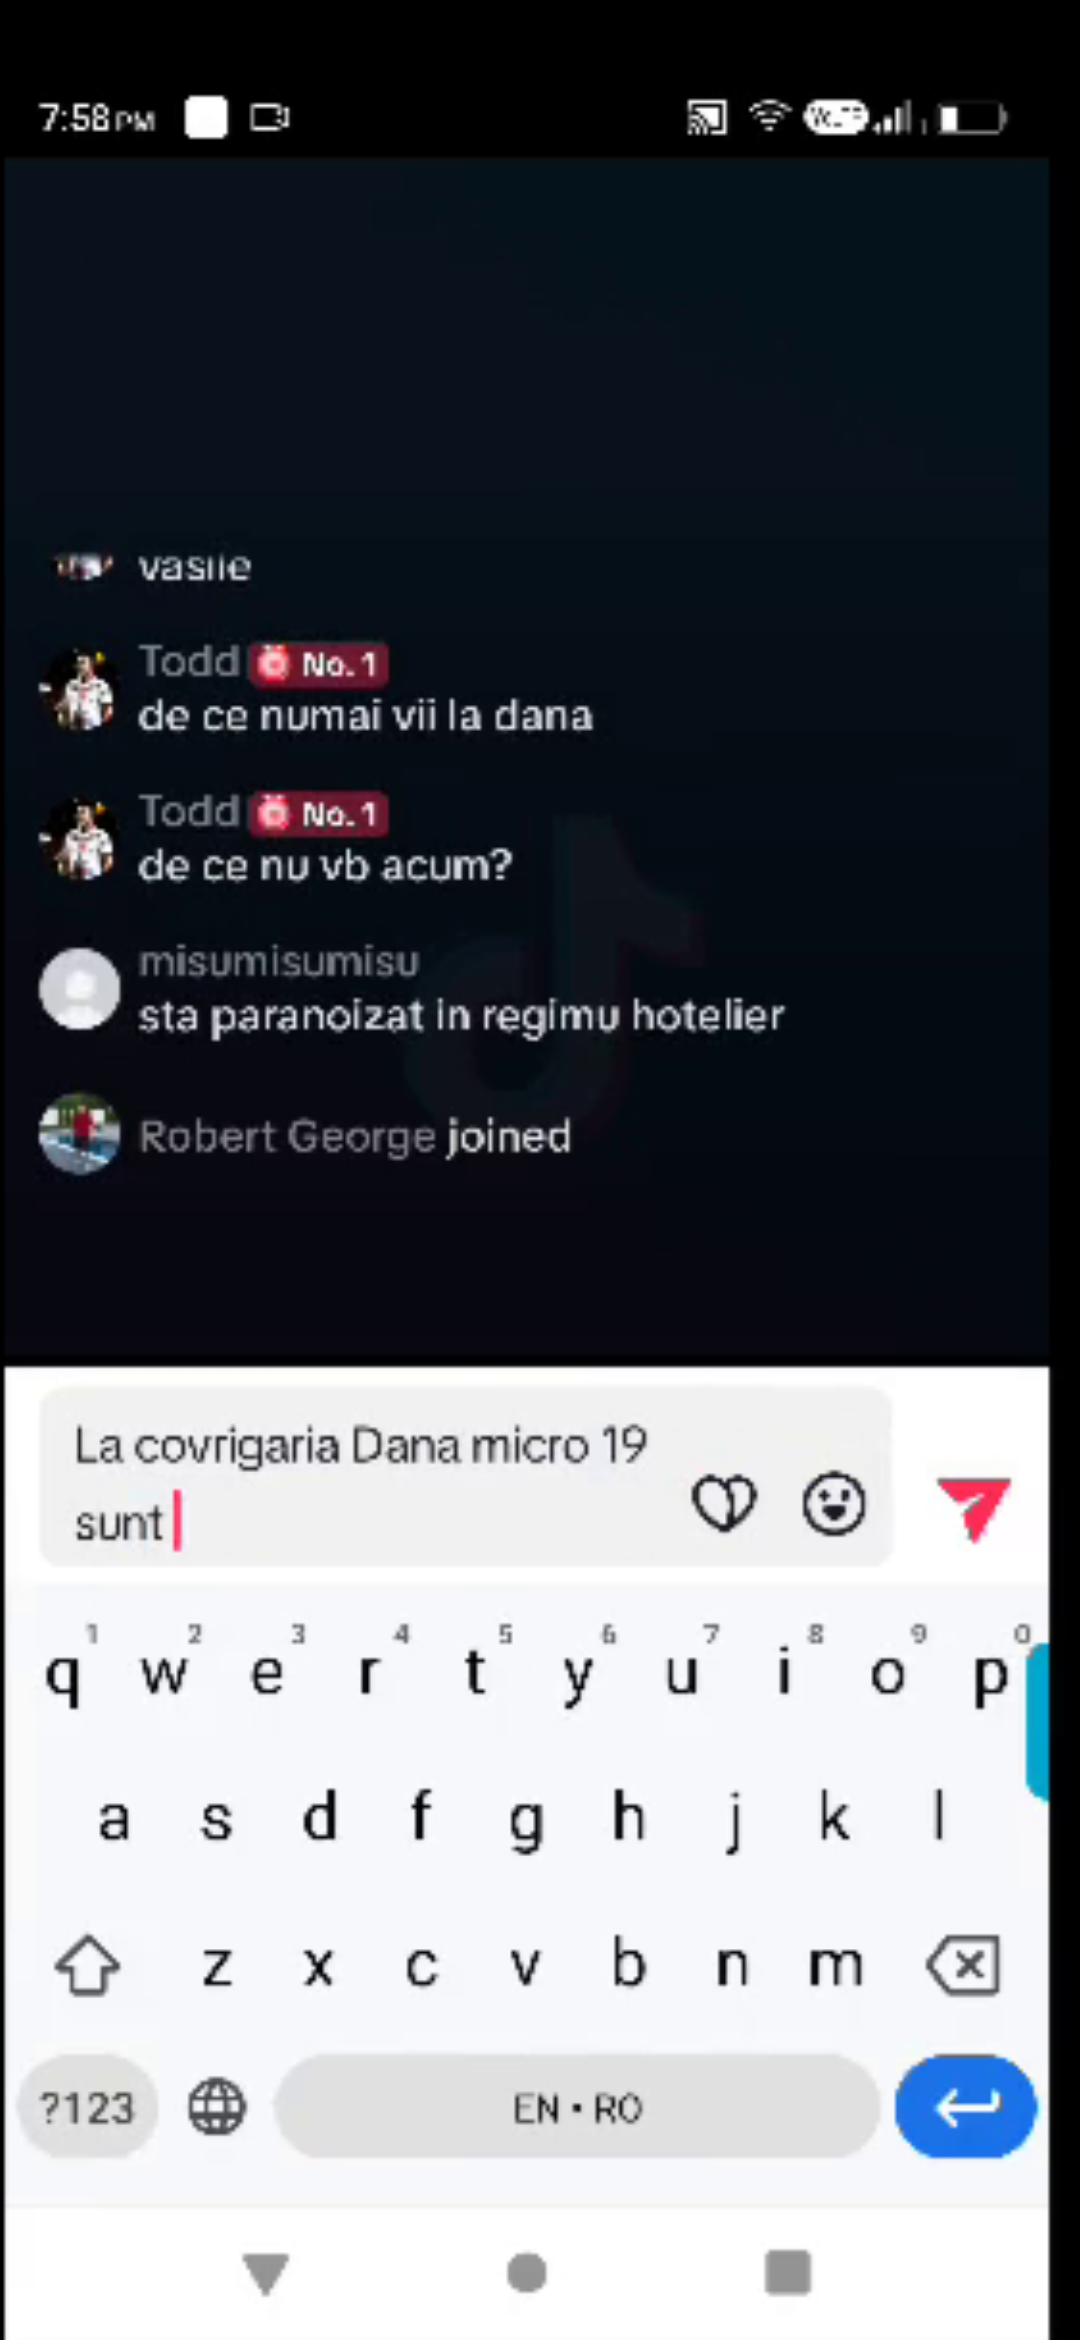 7:58 PM
vasile
Todd No. 1
de ce numai vii la dana
Todd No. 1
de ce nu vb acum?
misumisumisu
sta paranoizat in regimu hotelier
Robert George joined
La covrigaria Dana micro 19
sunt
1 2 3 4 5 6 7 8 9 0
q w e r t y u i o p
a s d f g h j k l
z x c v b n m
?123 EN • RO